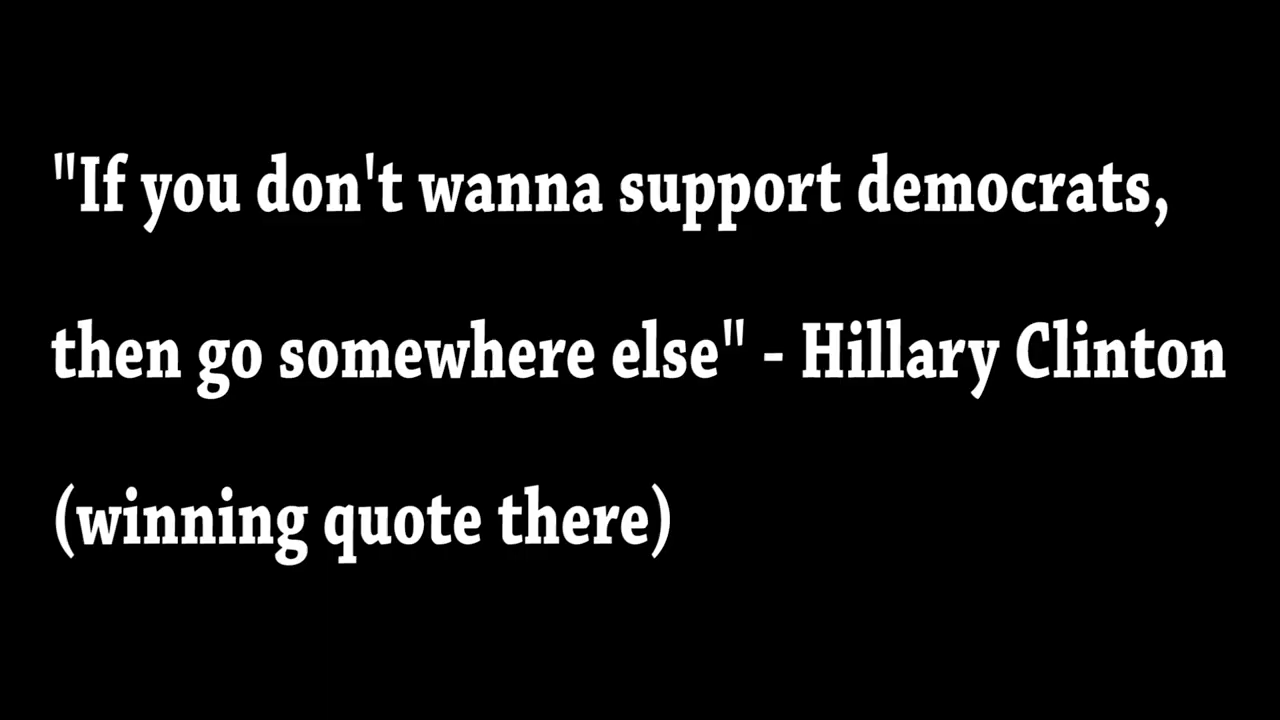 "If you don't wanna support democrats,
then go somewhere else" - Hillary Clinton
(winning quote there)